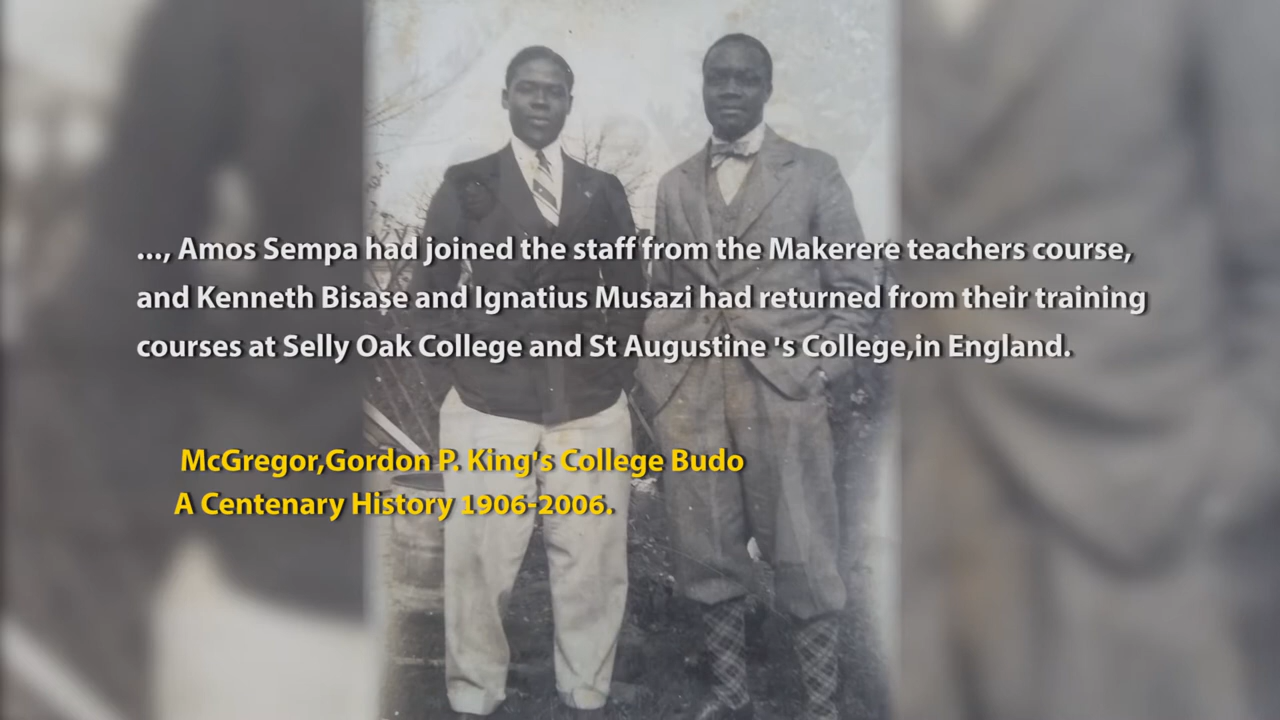 ..., Amos Sempa had joined the staff from the Makerere teachers course,
and Kenneth Bisase and Ignatius Musazi had returned from their training
courses at Selly Oak College and St Augustine 's College,in England.
McGregor,Gordon P. King's College Budo
A Centenary History 1906-2006.